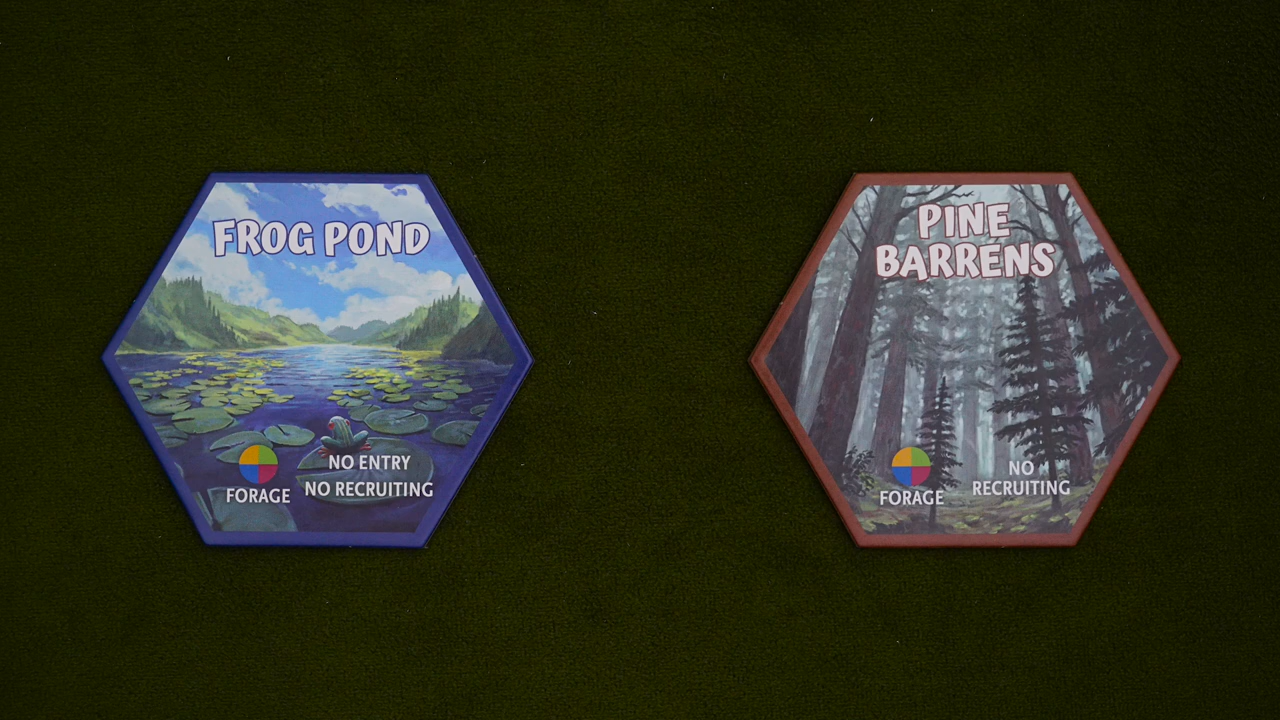 FROG POND
FORAGE
NO ENTRY
NO RECRUITING
PINE
BARRENS
FORAGE
NO
RECRUITING